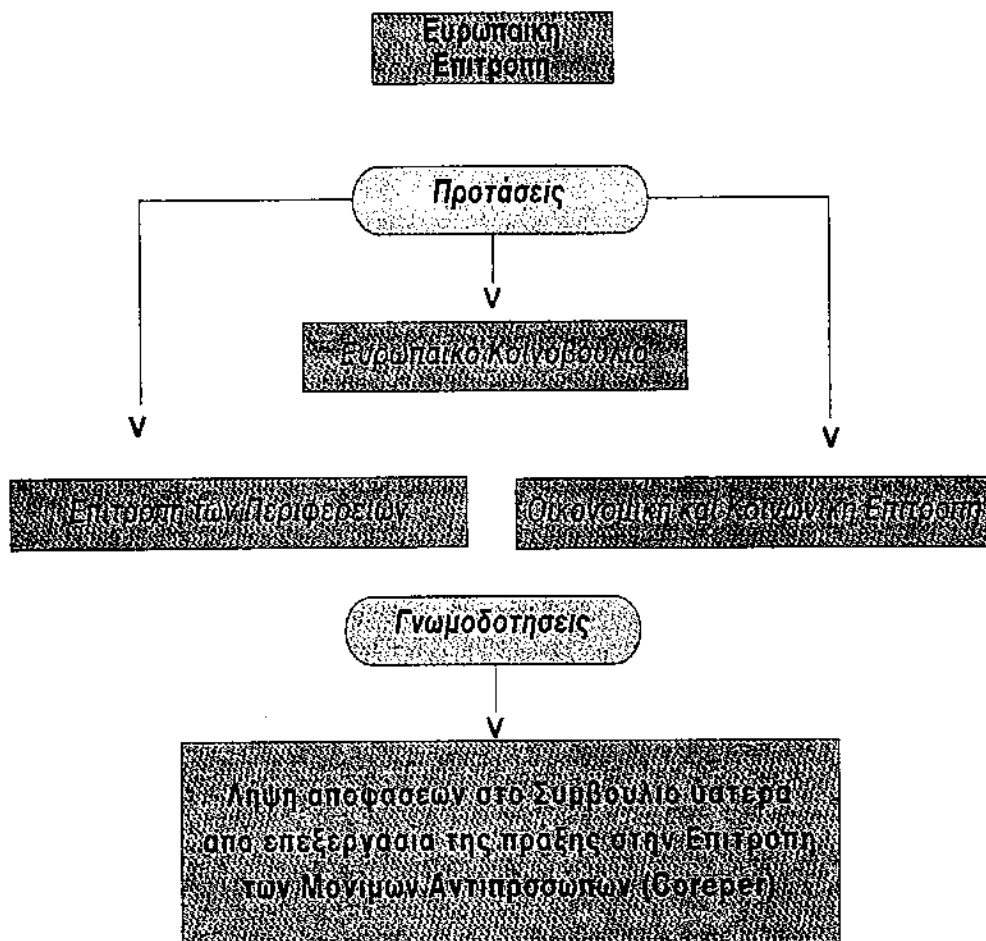 Ευρωπαϊκή
Επιτροπή
Προτάσεις
Ευρωπαϊκό Κοινοβούλιο
Επιτροπή των Περιφερειών
Οικονομική και Κοινωνική Επιτροπή
Γνωμοδοτήσεις
Λήψη αποφάσεων στο Συμβούλιο ύστερα
από επεξεργασία της πράξης στην Επιτροπή
των Μονίμων Αντιπροσώπων (Coreper)